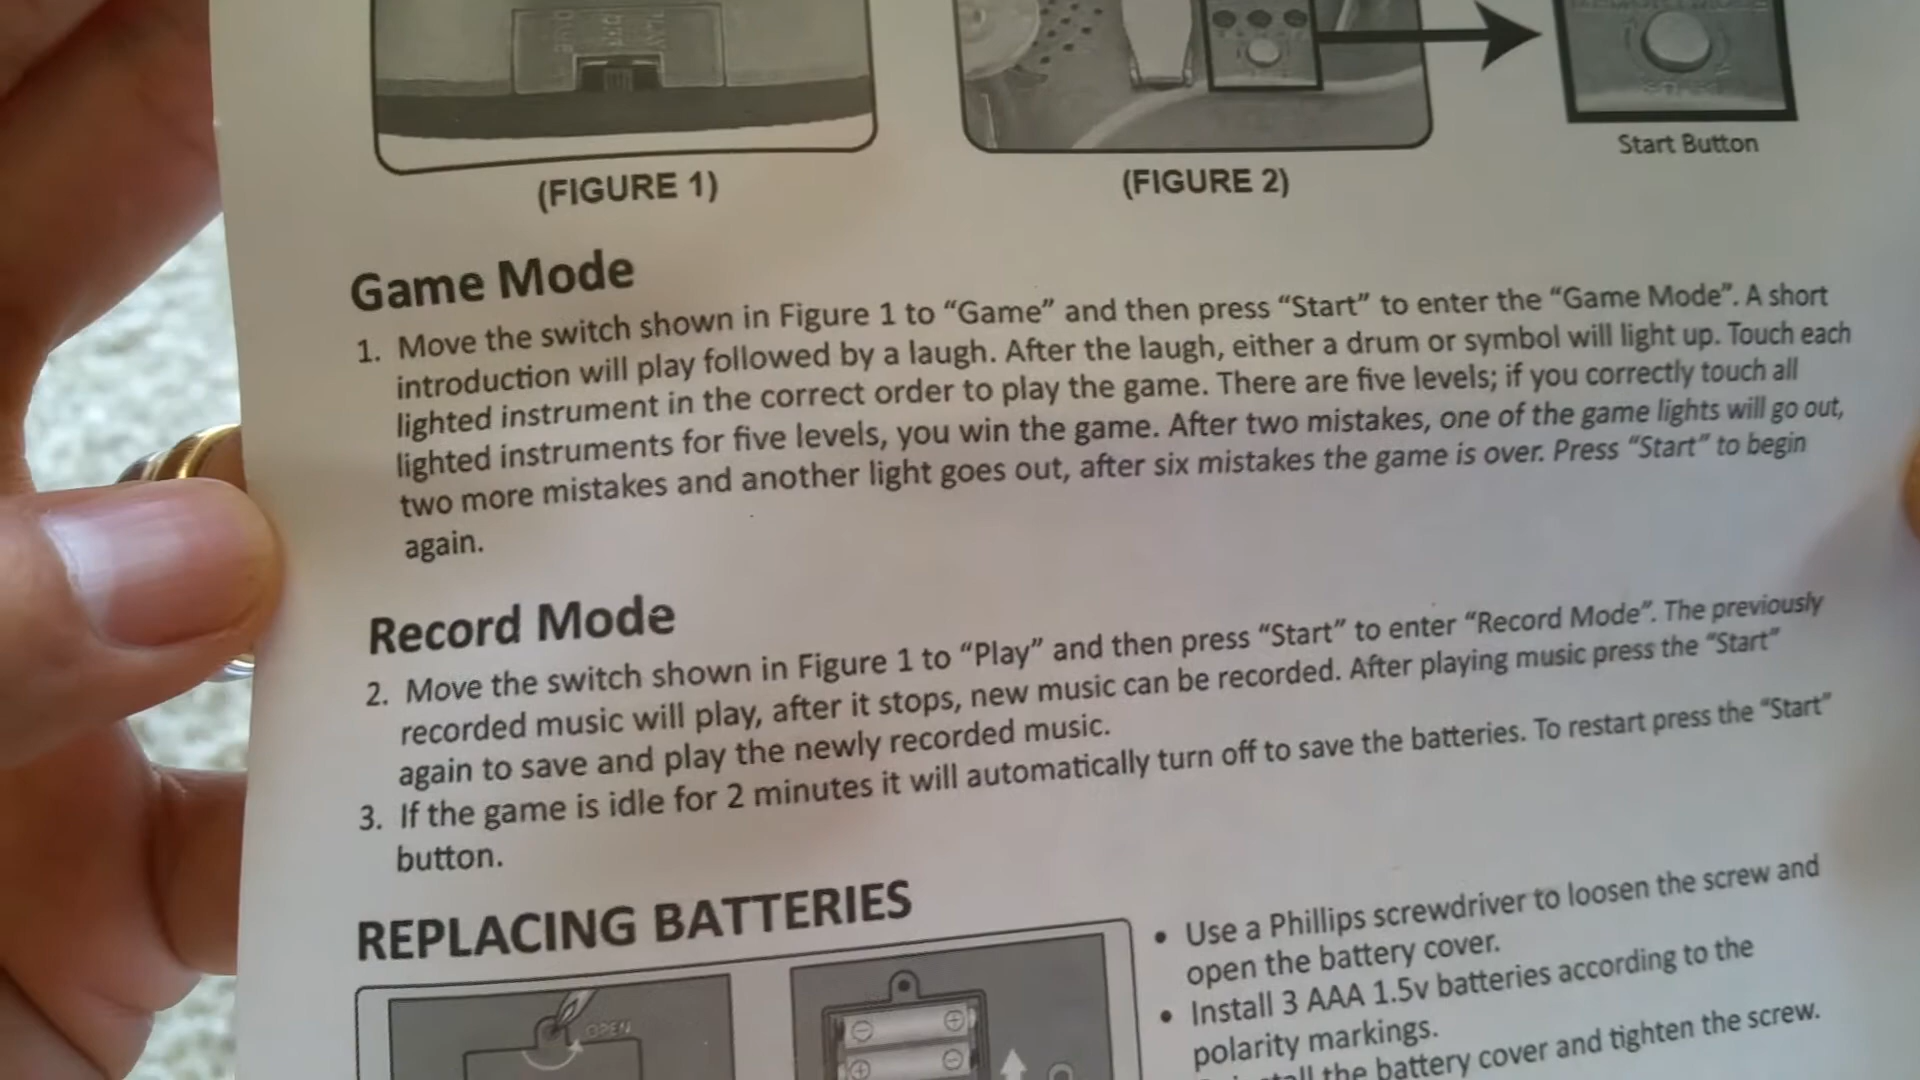 Start Button
(FIGURE 1)
(FIGURE 2)
Game Mode
1. Move the switch shown in Figure 1 to “Game” and then press “Start” to enter the “Game Mode”. A short
introduction will play followed by a laugh. After the laugh, either a drum or symbol will light up. Touch each
lighted instrument in the correct order to play the game. There are five levels; if you correctly touch all
lighted instruments for five levels, you win the game. After two mistakes, one of the game lights will go out,
two more mistakes and another light goes out, after six mistakes the game is over. Press “Start” to begin
again.
Record Mode
2. Move the switch shown in Figure 1 to “Play” and then press “Start” to enter “Record Mode”. The previously
recorded music will play, after it stops, new music can be recorded. After playing music press the “Start”
again to save and play the newly recorded music.
3. If the game is idle for 2 minutes it will automatically turn off to save the batteries. To restart press the “Start”
button.
REPLACING BATTERIES
OPEN
• Use a Phillips screwdriver to loosen the screw and
open the battery cover.
• Install 3 AAA 1.5v batteries according to the
polarity markings.
the battery cover and tighten the screw.